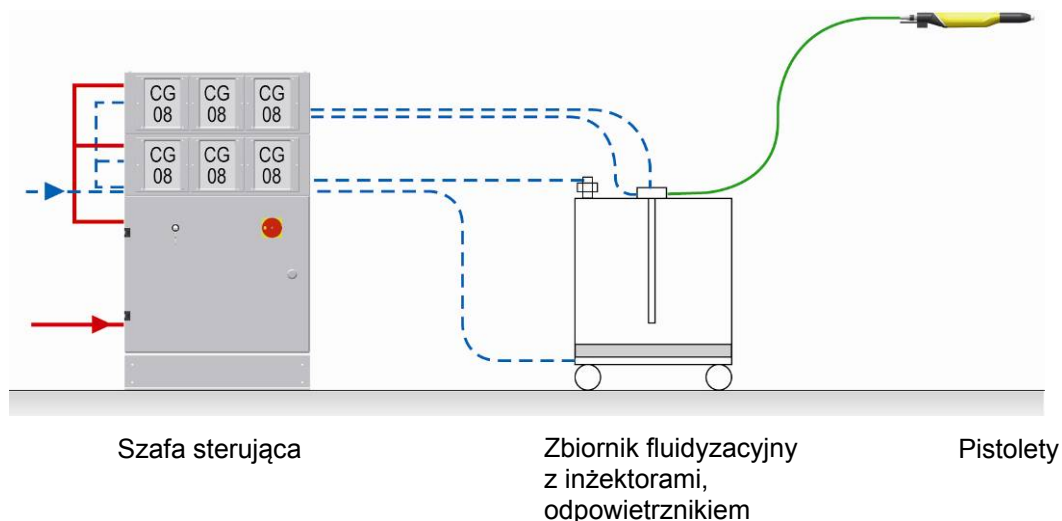 CG 08 CG 08 CG 08
CG 08 CG 08 CG 08
Szafa sterująca
Zbiornik fluidyzacyjny
z inżektorami,
odpowietrznikiem
Pistolety